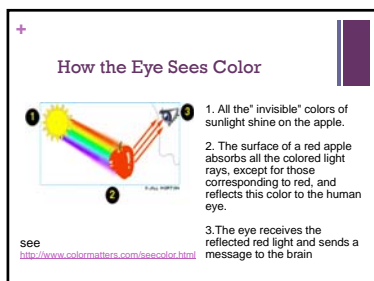 +
How the Eye Sees Color
1
3
2
© JILL MORTON
1. All the" invisible" colors of
sunlight shine on the apple.
2. The surface of a red apple
absorbs all the colored light
rays, except for those
corresponding to red, and
reflects this color to the human
eye.
3.The eye receives the
reflected red light and sends a
message to the brain
see
http://www.colormatters.com/seecolor.html